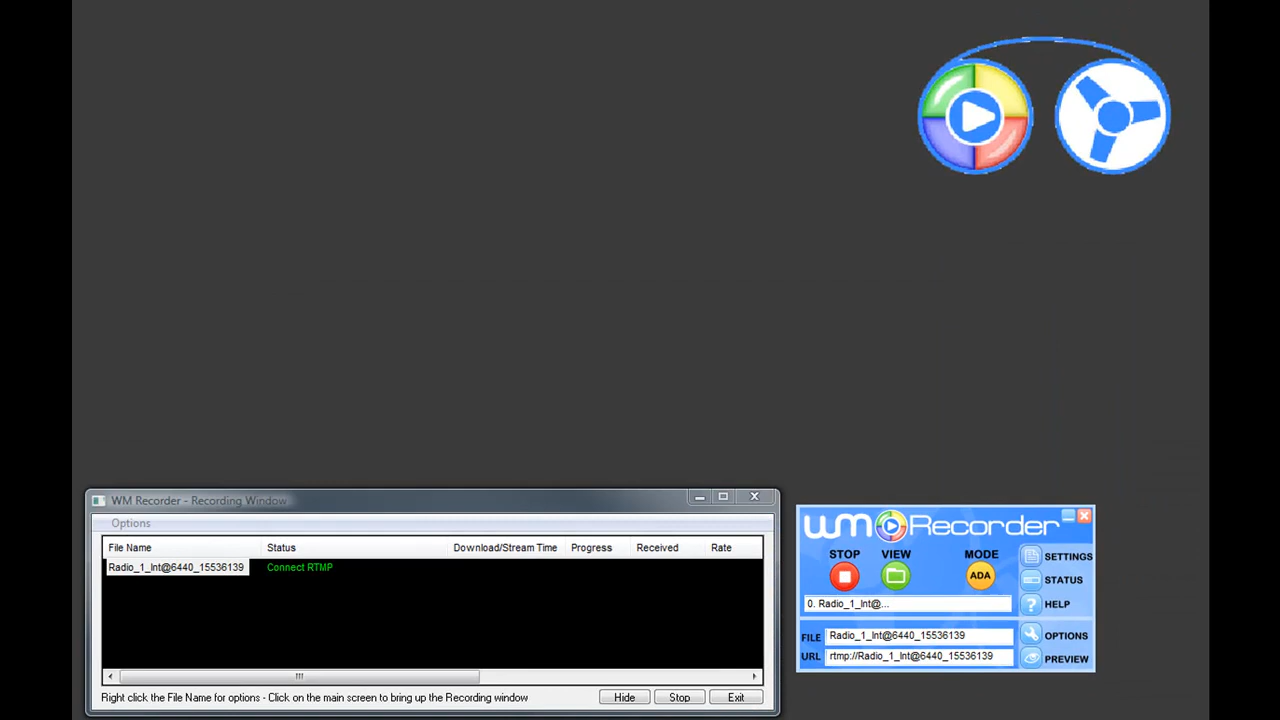 WM Recorder - Recording Window
Options
File Name Status Download/Stream Time Progress Received Rate
Radio_1_Int@6440_15536139 Connect RTMP
Right click the File Name for options - Click on the main screen to bring up the Recording window Hide Stop Exit
wm Recorder
STOP VIEW MODE
ADA
SETTINGS
STATUS
0. Radio_1_Int@...
HELP
FILE Radio_1_Int@6440_15536139
OPTIONS
URL rtmp://Radio_1_Int@6440_15536139
PREVIEW